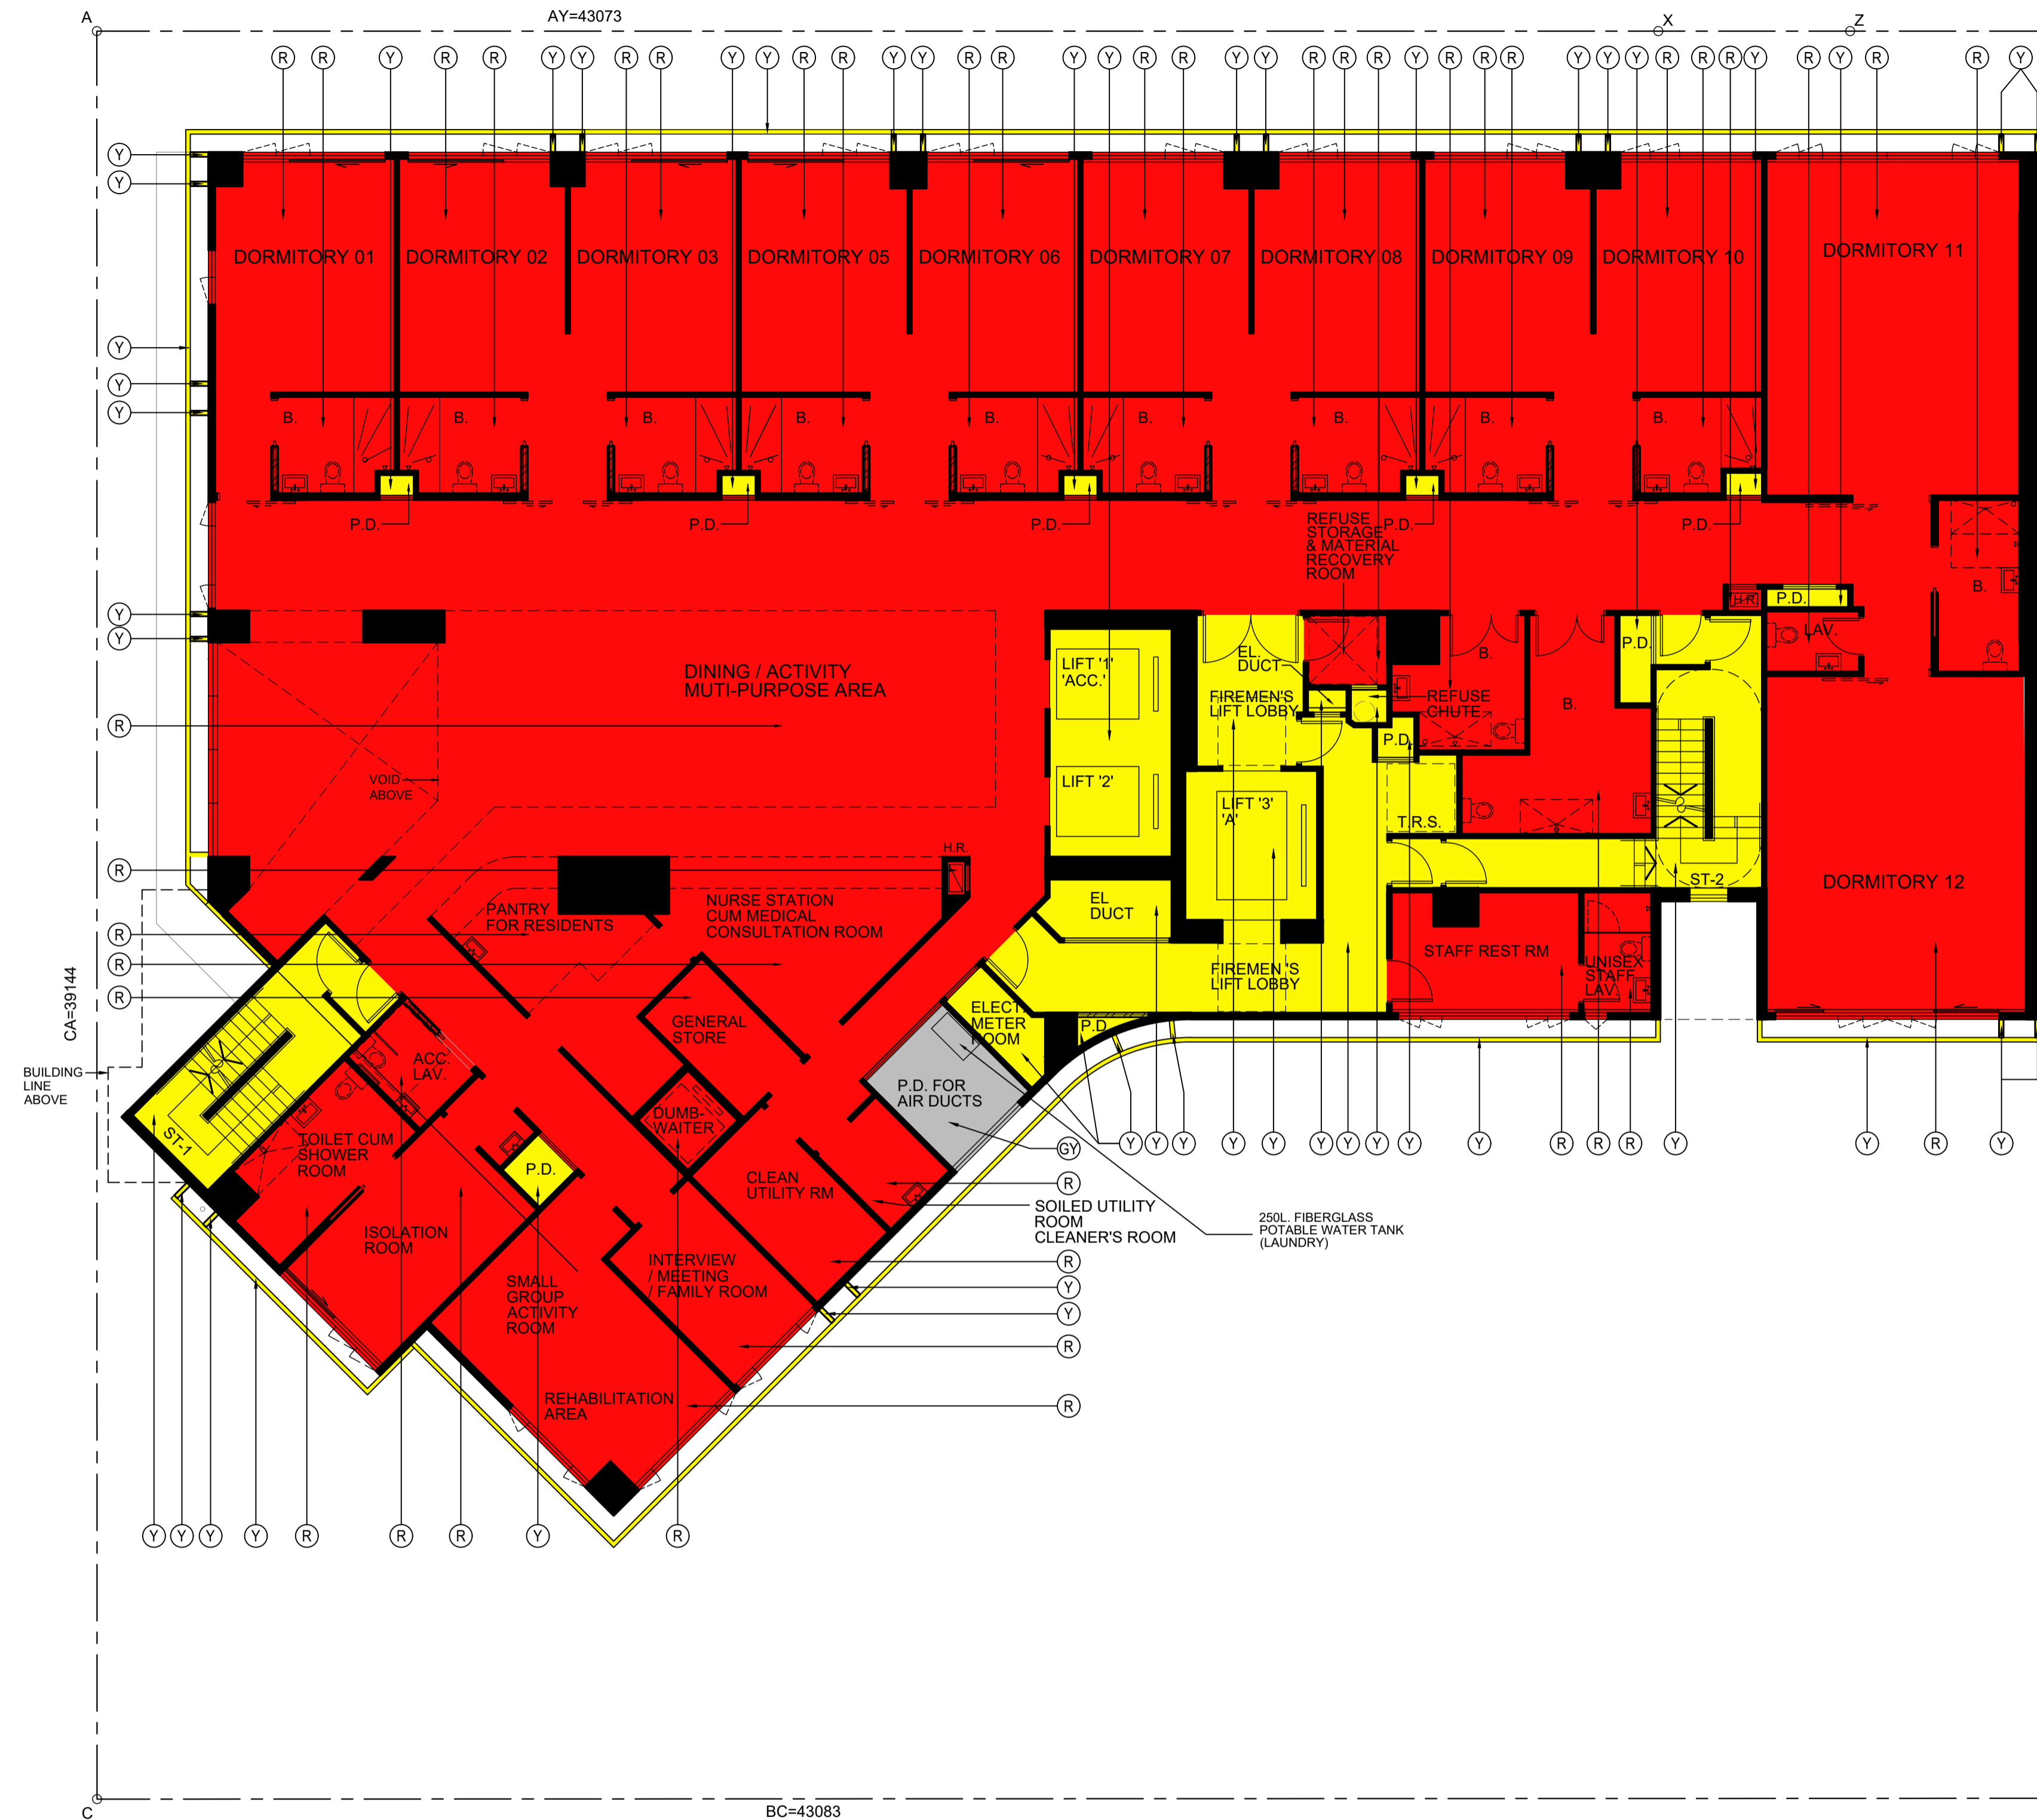 A
AY=43073
X
Z
R R Y R R Y Y R R Y Y R R Y Y R R Y Y R R Y Y R R R Y R R R Y Y Y R R R Y R Y R R Y
Y
Y
Y
Y
Y
Y
Y
R
R
R
R
R
DORMITORY 01
DORMITORY 02
DORMITORY 03
DORMITORY 05
DORMITORY 06
DORMITORY 07
DORMITORY 08
DORMITORY 09
DORMITORY 10
DORMITORY 11
B.
B.
B.
B.
B.
B.
B.
B.
B.
P.D.
P.D.
P.D.
P.D.
P.D.
REFUSE
STORAGE
& MATERIAL
RECOVERY
ROOM
B.
H.R.
P.D.
LAV.
P.D.
B.
B.
DINING / ACTIVITY
MUTI-PURPOSE AREA
LIFT '1'
'ACC.'
LIFT '2'
EL.
DUCT
FIREMEN'S
LIFT LOBBY
REFUSE
CHUTE
P.D.
LIFT '3'
'A'
T.R.S.
VOID
ABOVE
ST-2
DORMITORY 12
H.R.
PANTRY
FOR RESIDENTS
NURSE STATION
CUM MEDICAL
CONSULTATION ROOM
EL
DUCT
STAFF REST RM
UNISEX
STAFF
LAV.
FIREMEN 'S
LIFT LOBBY
ELECT.
METER
ROOM
P.D.
GENERAL
STORE
CA=39144
BUILDING
LINE
ABOVE
ACC.
LAV.
P.D. FOR
AIR DUCTS
DUMB-
WAITER
ST-1
TOILET CUM
SHOWER
ROOM
P.D.
CLEAN
UTILITY RM
ISOLATION
ROOM
SMALL
GROUP
ACTIVITY
ROOM
INTERVIEW
/ MEETING
/ FAMILY ROOM
REHABILITATION
AREA
Y Y Y Y Y Y Y Y Y Y Y R R R Y Y R Y
GY
R
SOILED UTILITY
ROOM
CLEANER'S ROOM
250L. FIBERGLASS
POTABLE WATER TANK
(LAUNDRY)
R
Y
Y
R
R
Y Y Y Y R R R Y R
C
BC=43083